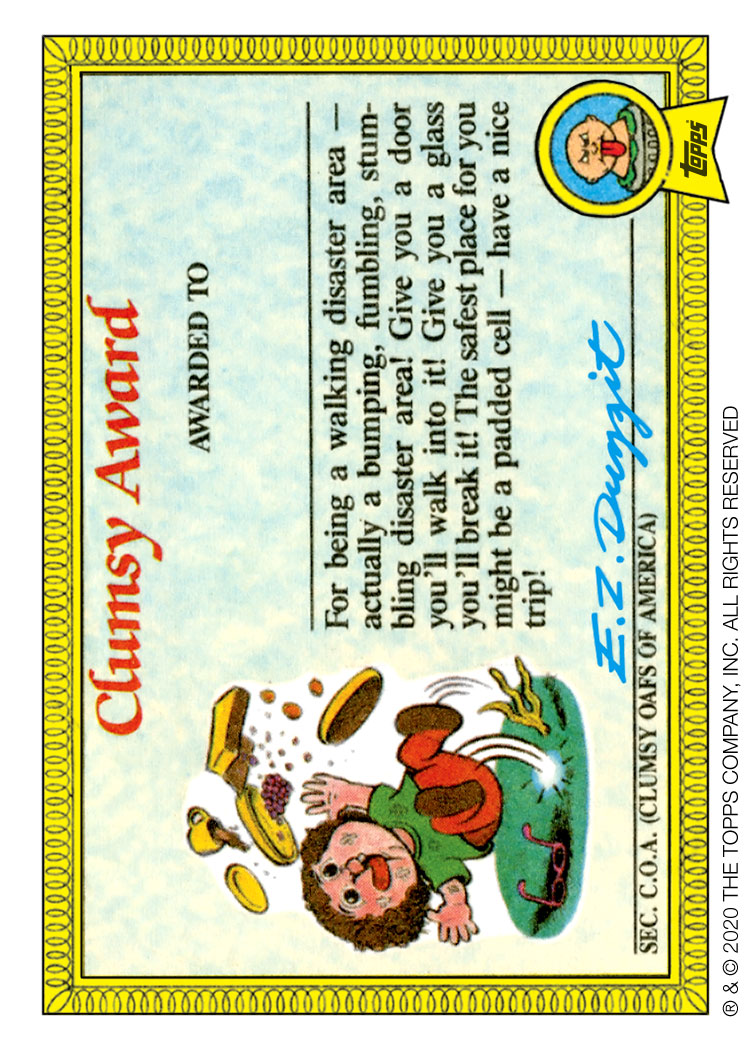 Clumsy Award
AWARDED TO
For being a walking disaster area —
actually a bumping, fumbling, stum-
bling disaster area! Give you a door
you'll walk into it! Give you a glass
you'll break it! The safest place for you
might be a padded cell — have a nice
trip!
E.Z. Duzzit
SEC. C.O.A. (CLUMSY OAFS OF AMERICA)
topps
® & © 2020 THE TOPPS COMPANY, INC. ALL RIGHTS RESERVED